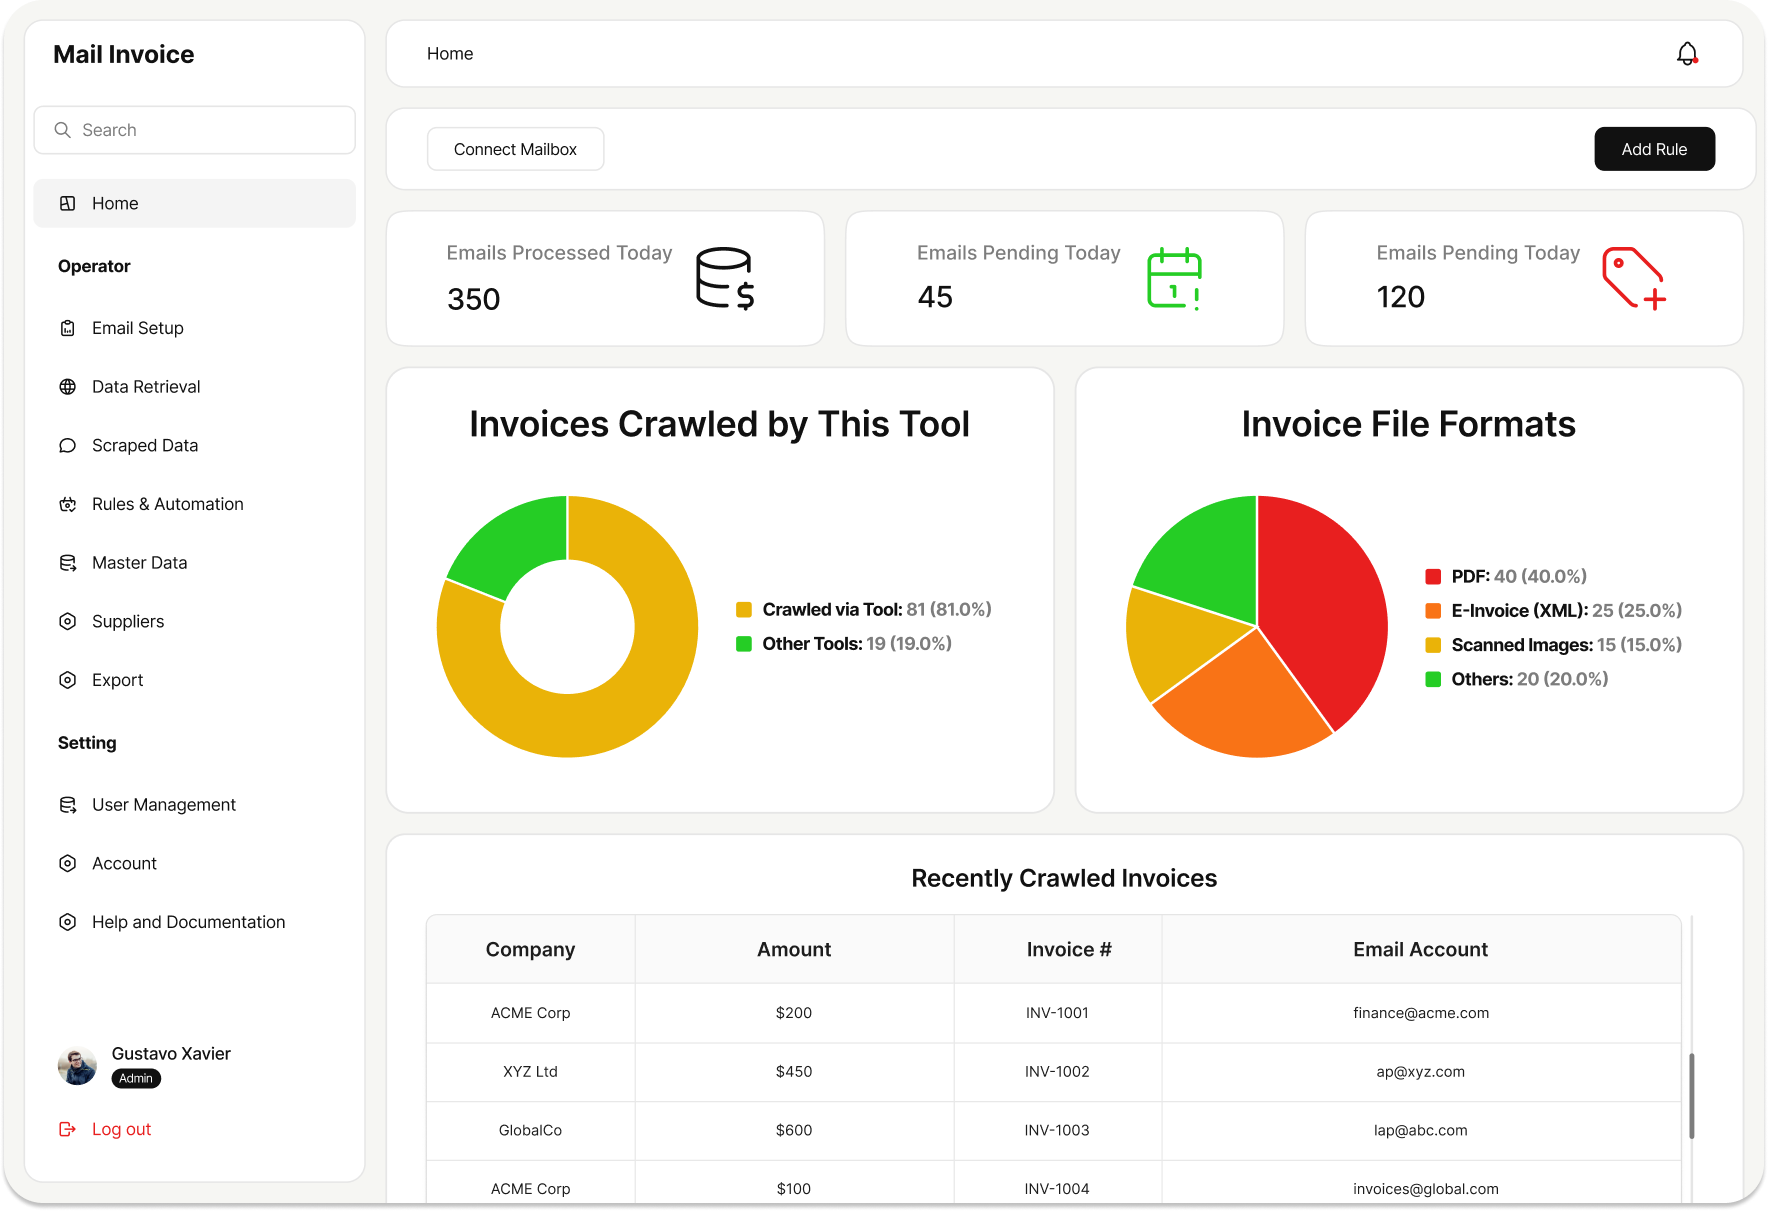 Mail Invoice
Search
Home
Operator
Email Setup
Data Retrieval
Scraped Data
Rules & Automation
Master Data
Suppliers
Export
Setting
User Management
Account
Help and Documentation
Gustavo Xavier
Admin
Log out
Home
Connect Mailbox
Add Rule
Emails Processed Today
350
Emails Pending Today
45
1
Emails Pending Today
120
Invoices Crawled by This Tool
Crawled via Tool: 81 (81.0%)
Other Tools: 19 (19.0%)
Invoice File Formats
PDF: 40 (40.0%)
E-Invoice (XML): 25 (25.0%)
Scanned Images: 15 (15.0%)
Others: 20 (20.0%)
Recently Crawled Invoices
Company Amount Invoice # Email Account
ACME Corp $200 INV-1001 finance@acme.com
XYZ Ltd $450 INV-1002 ap@xyz.com
GlobalCo $600 INV-1003 lap@abc.com
ACME Corp $100 INV-1004 invoices@global.com